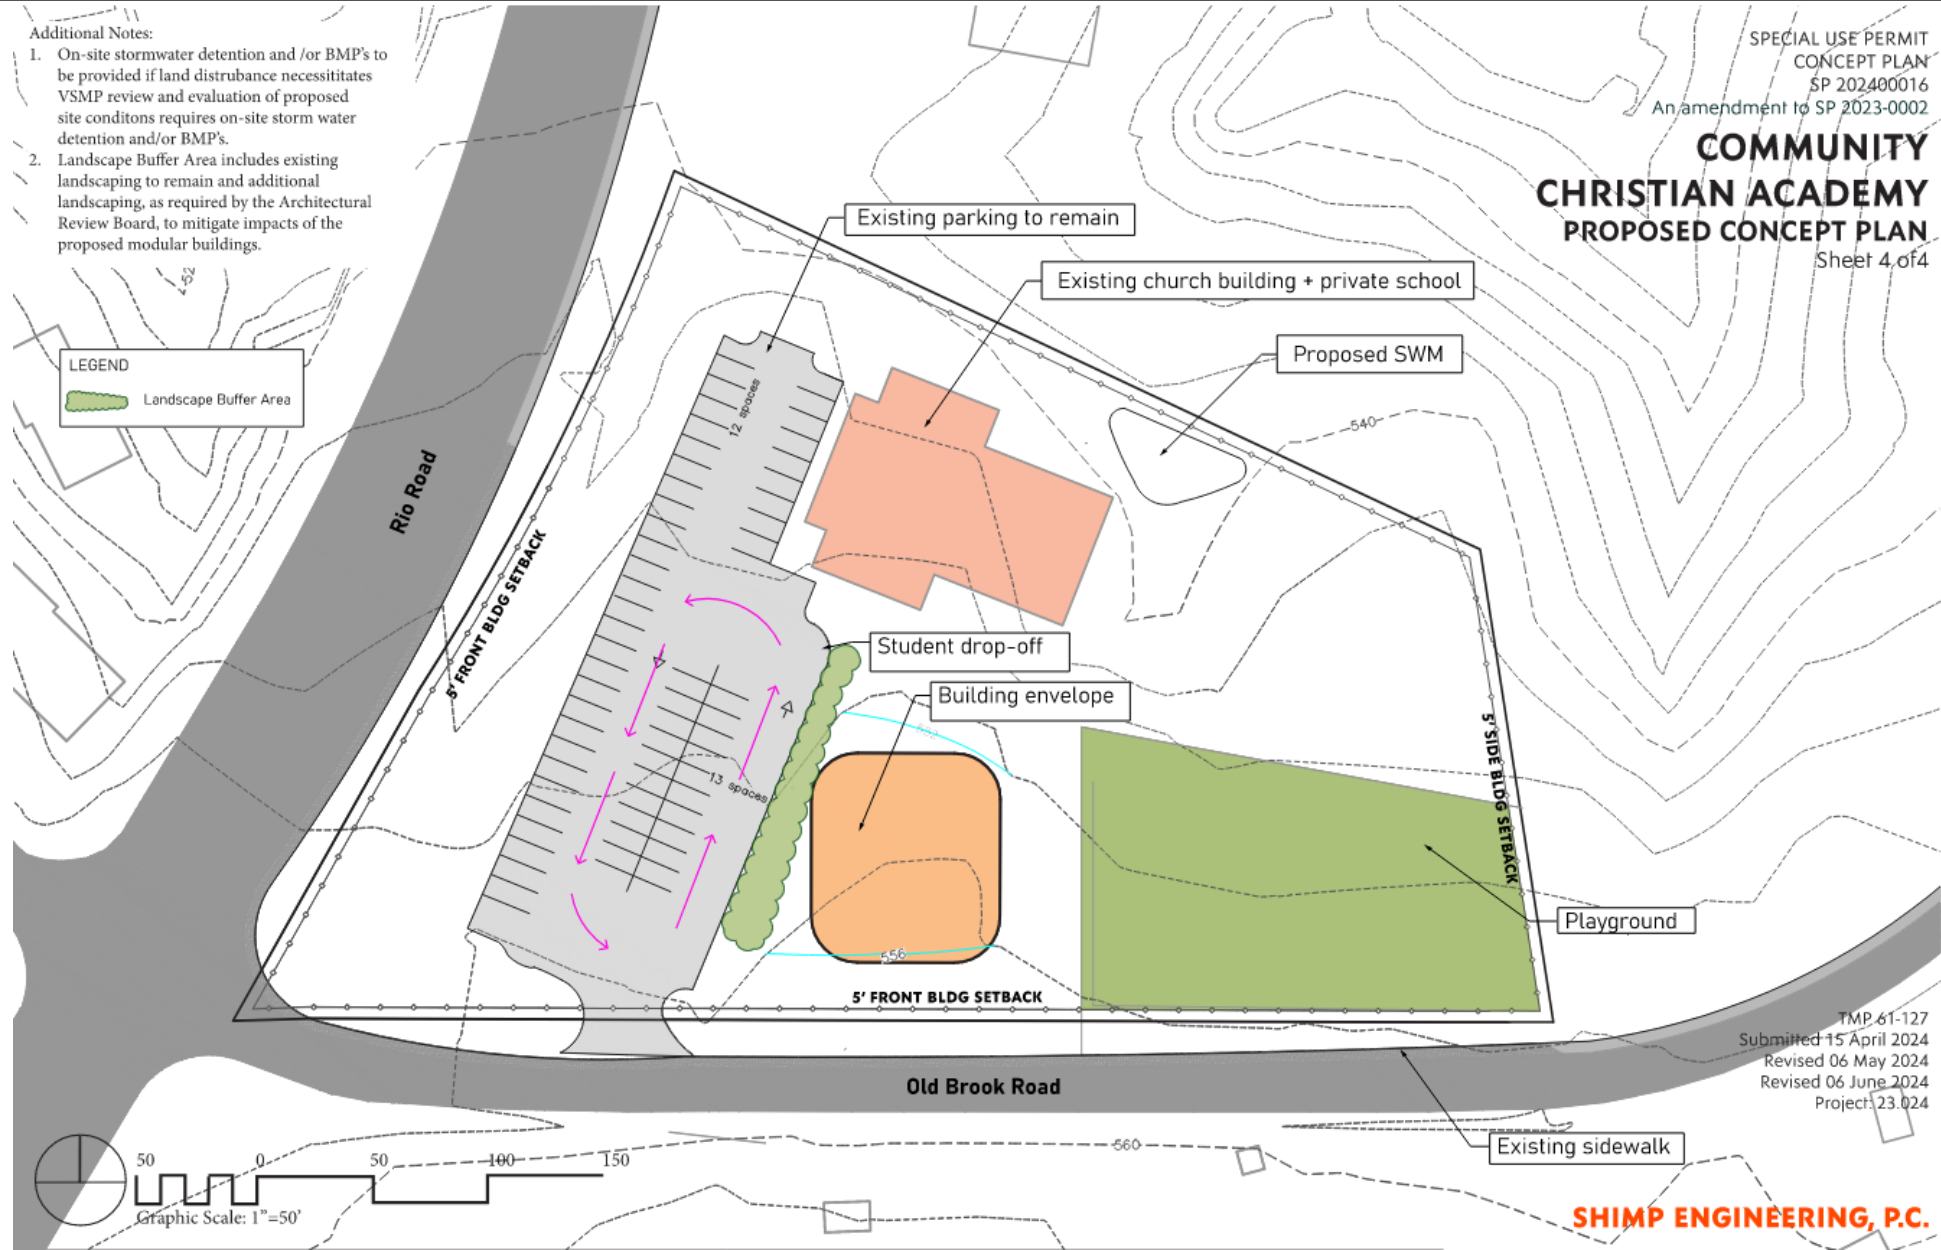 Additional Notes:
1. On-site stormwater detention and /or BMP's to
be provided if land distrubance necessititates
VSMP review and evaluation of proposed
site conditons requires on-site storm water
detention and/or BMP's.
2. Landscape Buffer Area includes existing
landscaping to remain and additional
landscaping, as required by the Architectural
Review Board, to mitigate impacts of the
proposed modular buildings.
SPECIAL USE PERMIT
CONCEPT PLAN
SP 202400016
An amendment to SP 2023-0002
COMMUNITY
CHRISTIAN ACADEMY
PROPOSED CONCEPT PLAN
Sheet 4 of 4
LEGEND
Landscape Buffer Area
Existing parking to remain
Existing church building + private school
Proposed SWM
540
12 spaces
Rio Road
5' FRONT BLDG SETBACK
Student drop-off
Building envelope
13 spaces
5' SIDE BLDG SETBACK
Playground
556
5' FRONT BLDG SETBACK
Old Brook Road
TMP 61-127
Submitted 15 April 2024
Revised 06 May 2024
Revised 06 June 2024
Project: 23.024
560
Existing sidewalk
50 0 50 100 150
Graphic Scale: 1"=50'
SHIMP ENGINEERING, P.C.